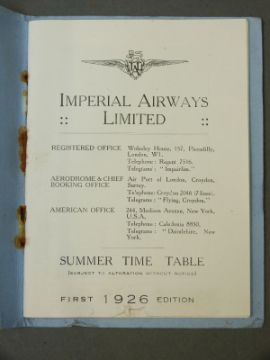 IMPERIAL AIRWAYS
:: LIMITED ::
REGISTERED OFFICE Wolseley House, 157, Piccadilly,
London, W1.
Telephone: Regent 7516.
Telegrams: "Impairlim."
AERODROME & CHIEF Air Port of London, Croydon,
BOOKING OFFICE Surrey.
Telephone: Croydon 2046 (7 lines).
Telegrams: "Flying, Croydon."
AMERICAN OFFICE 244, Madison Avenue, New York,
U.S.A.
Telephone: Caledonia 8850.
Telegrams: New
York.
SUMMER TIME TABLE
(SUBJECT TO ALTERATION WITHOUT NOTICE)
FIRST 1926 EDITION